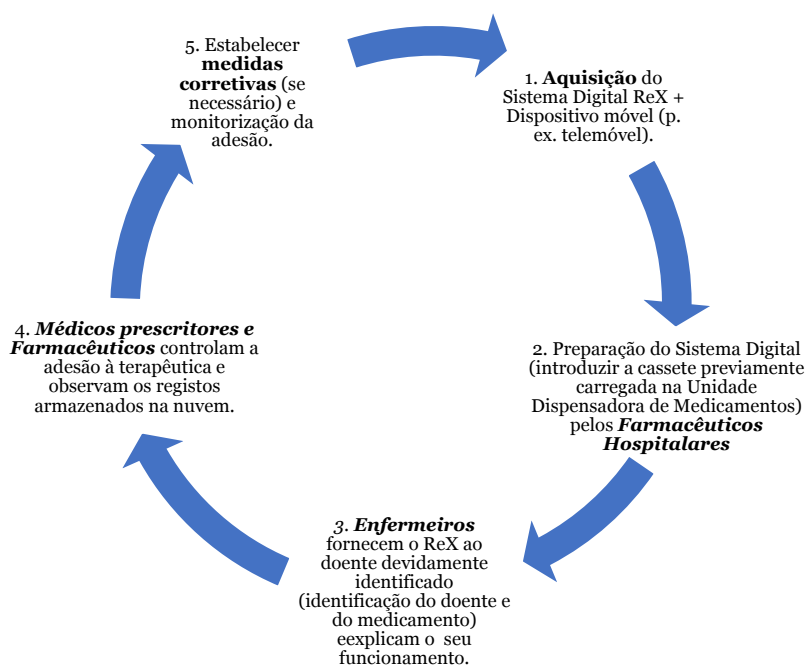 1. Aquisição do
Sistema Digital ReX +
Dispositivo móvel (p.
ex. telemóvel).
2. Preparação do Sistema Digital
(introduzir a cassete previamente
carregada na Unidade
Dispensadora de Medicamentos)
pelos Farmacêuticos
Hospitalares
3. Enfermeiros
fornecem o ReX ao
doente devidamente
identificado
(identificação do doente e
do medicamento)
eexplicam o seu
funcionamento.
4. Médicos prescritores e
Farmacêuticos controlam a
adesão à terapêutica e
observam os registos
armazenados na nuvem.
5. Estabelecer
medidas
corretivas (se
necessário) e
monitorização da
adesão.